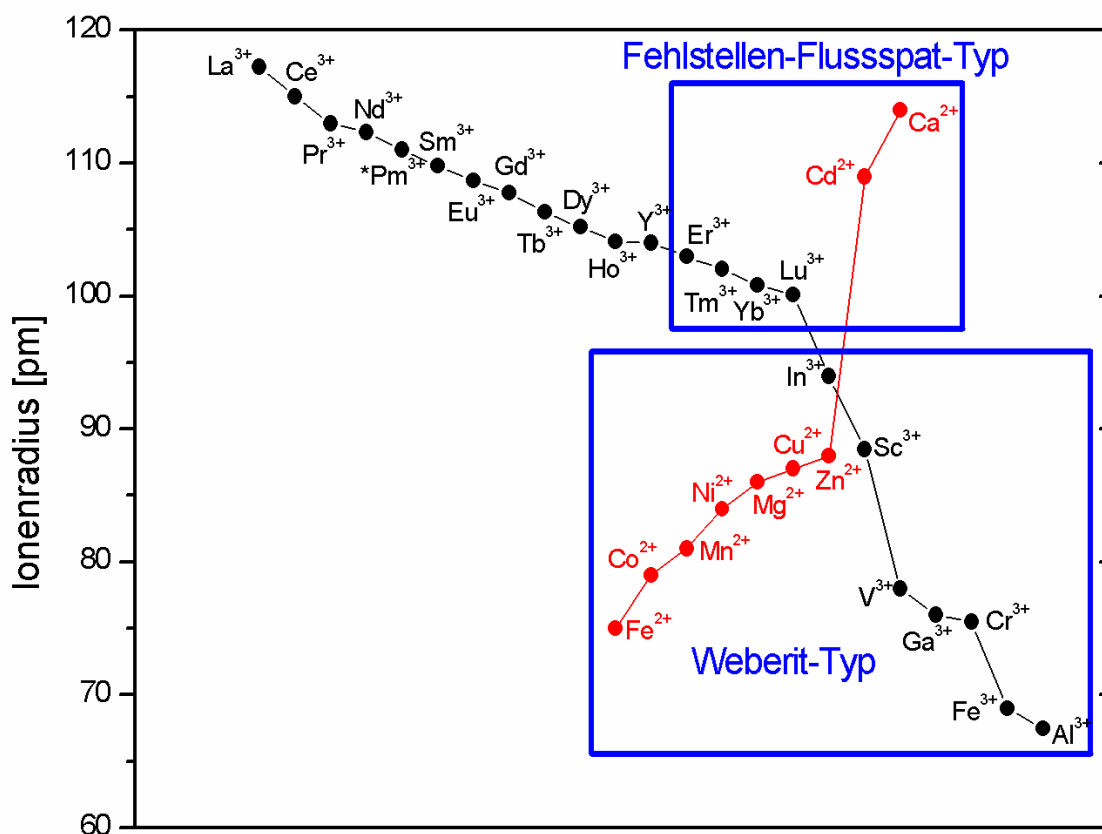 120
110
100
90
80
70
60
Ionenradius [pm]
Fehlstellen-Flussspat-Typ
La³⁺
Ce³⁺
Pr³⁺
Nd³⁺
*Pm³⁺
Sm³⁺
Eu³⁺
Gd³⁺
Tb³⁺
Dy³⁺
Ho³⁺
Y³⁺
Er³⁺
Tm³⁺
Yb³⁺
Lu³⁺
Ca²⁺
Cd²⁺
In³⁺
Sc³⁺
Cu²⁺
Zn²⁺
Ni²⁺
Mg²⁺
Co²⁺
Mn²⁺
Fe²⁺
V³⁺
Ga³⁺
Cr³⁺
Weberit-Typ
Fe³⁺
Al³⁺